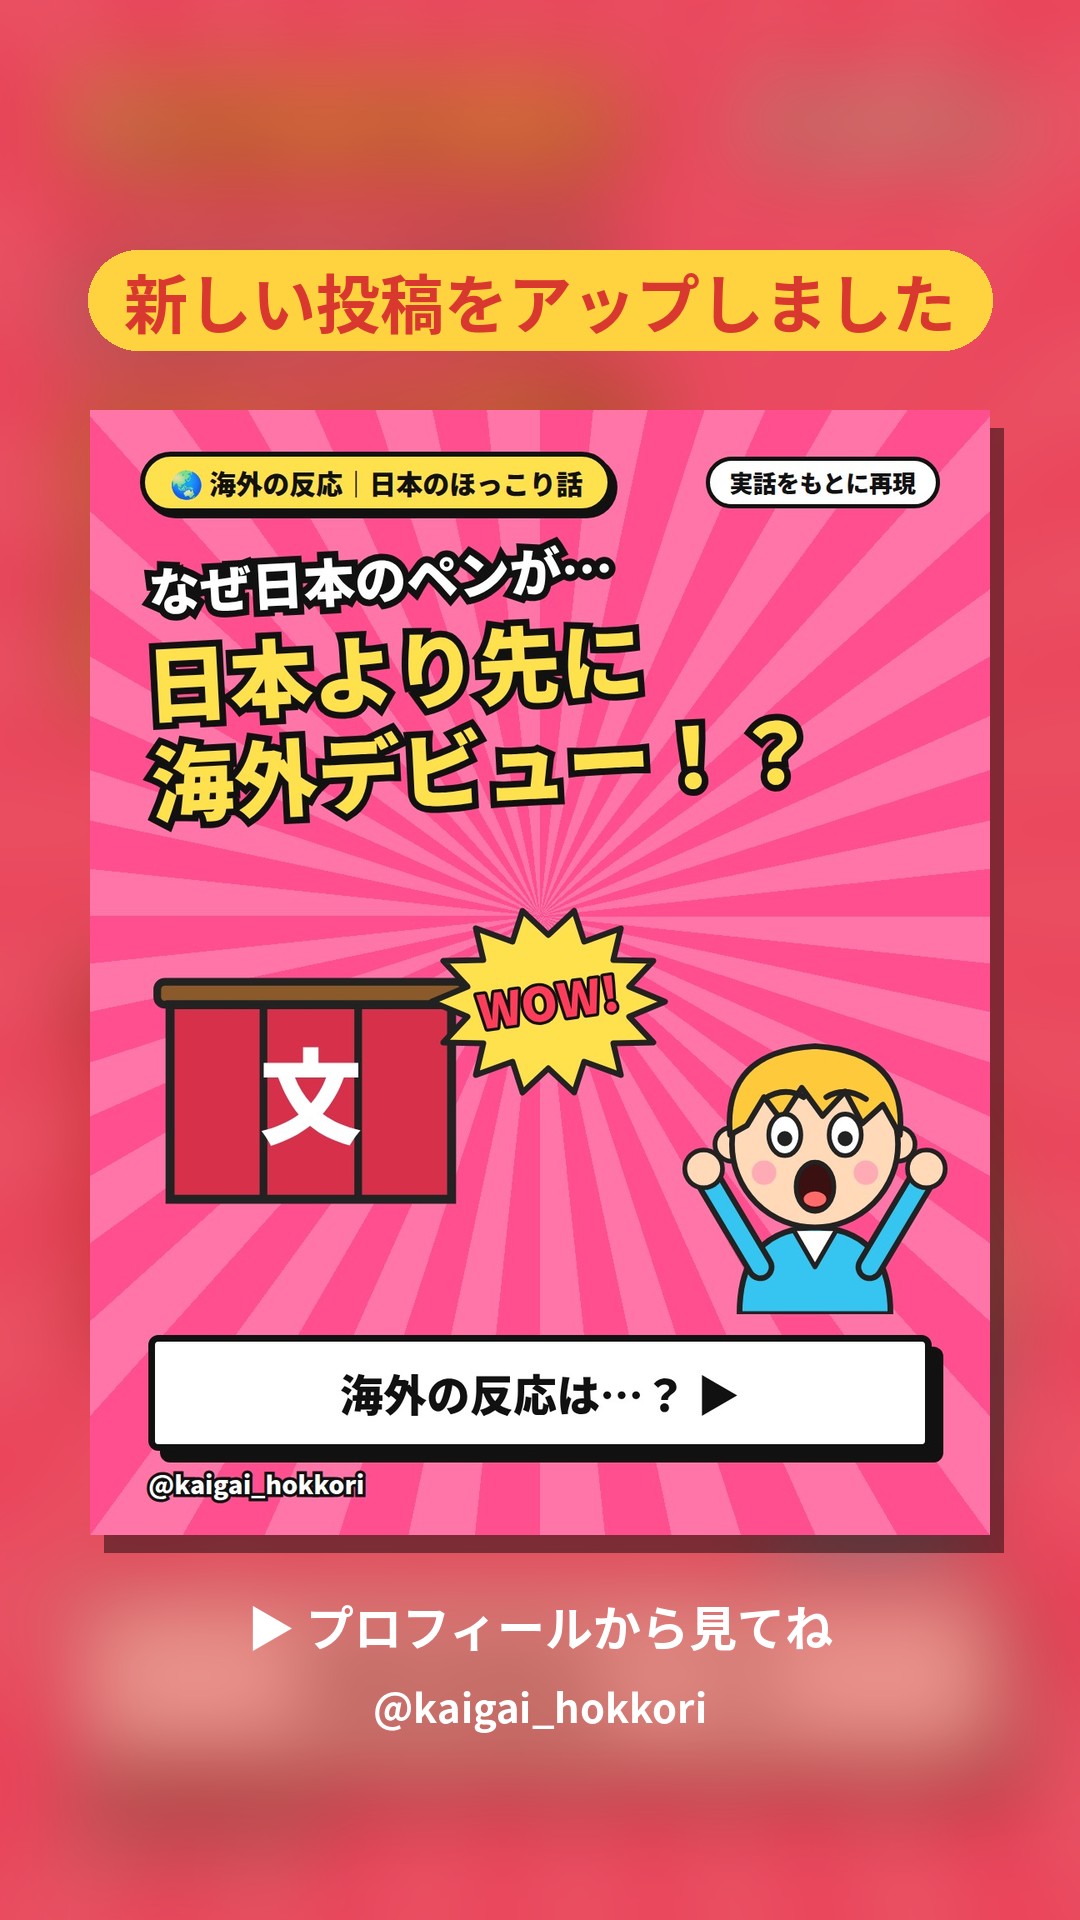 新しい投稿をアップしました
🌏 海外の反応｜日本のほっこり話
実話をもとに再現
なぜ日本のペンが…
日本より先に
海外デビュー！？
WOW!
文
海外の反応は…？ ▶
@kaigai_hokkori
▶ プロフィールから見てね
@kaigai_hokkori